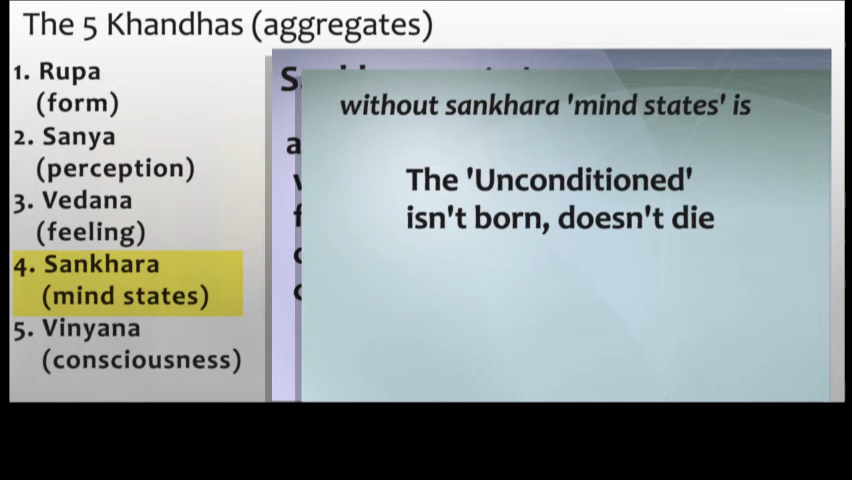 The 5 Khandhas (aggregates)
1. Rupa
(form)
2. Sanya
(perception)
3. Vedana
(feeling)
4. Sankhara
(mind states)
5. Vinyana
(consciousness)
without sankhara 'mind states' is
The 'Unconditioned'
isn't born, doesn't die